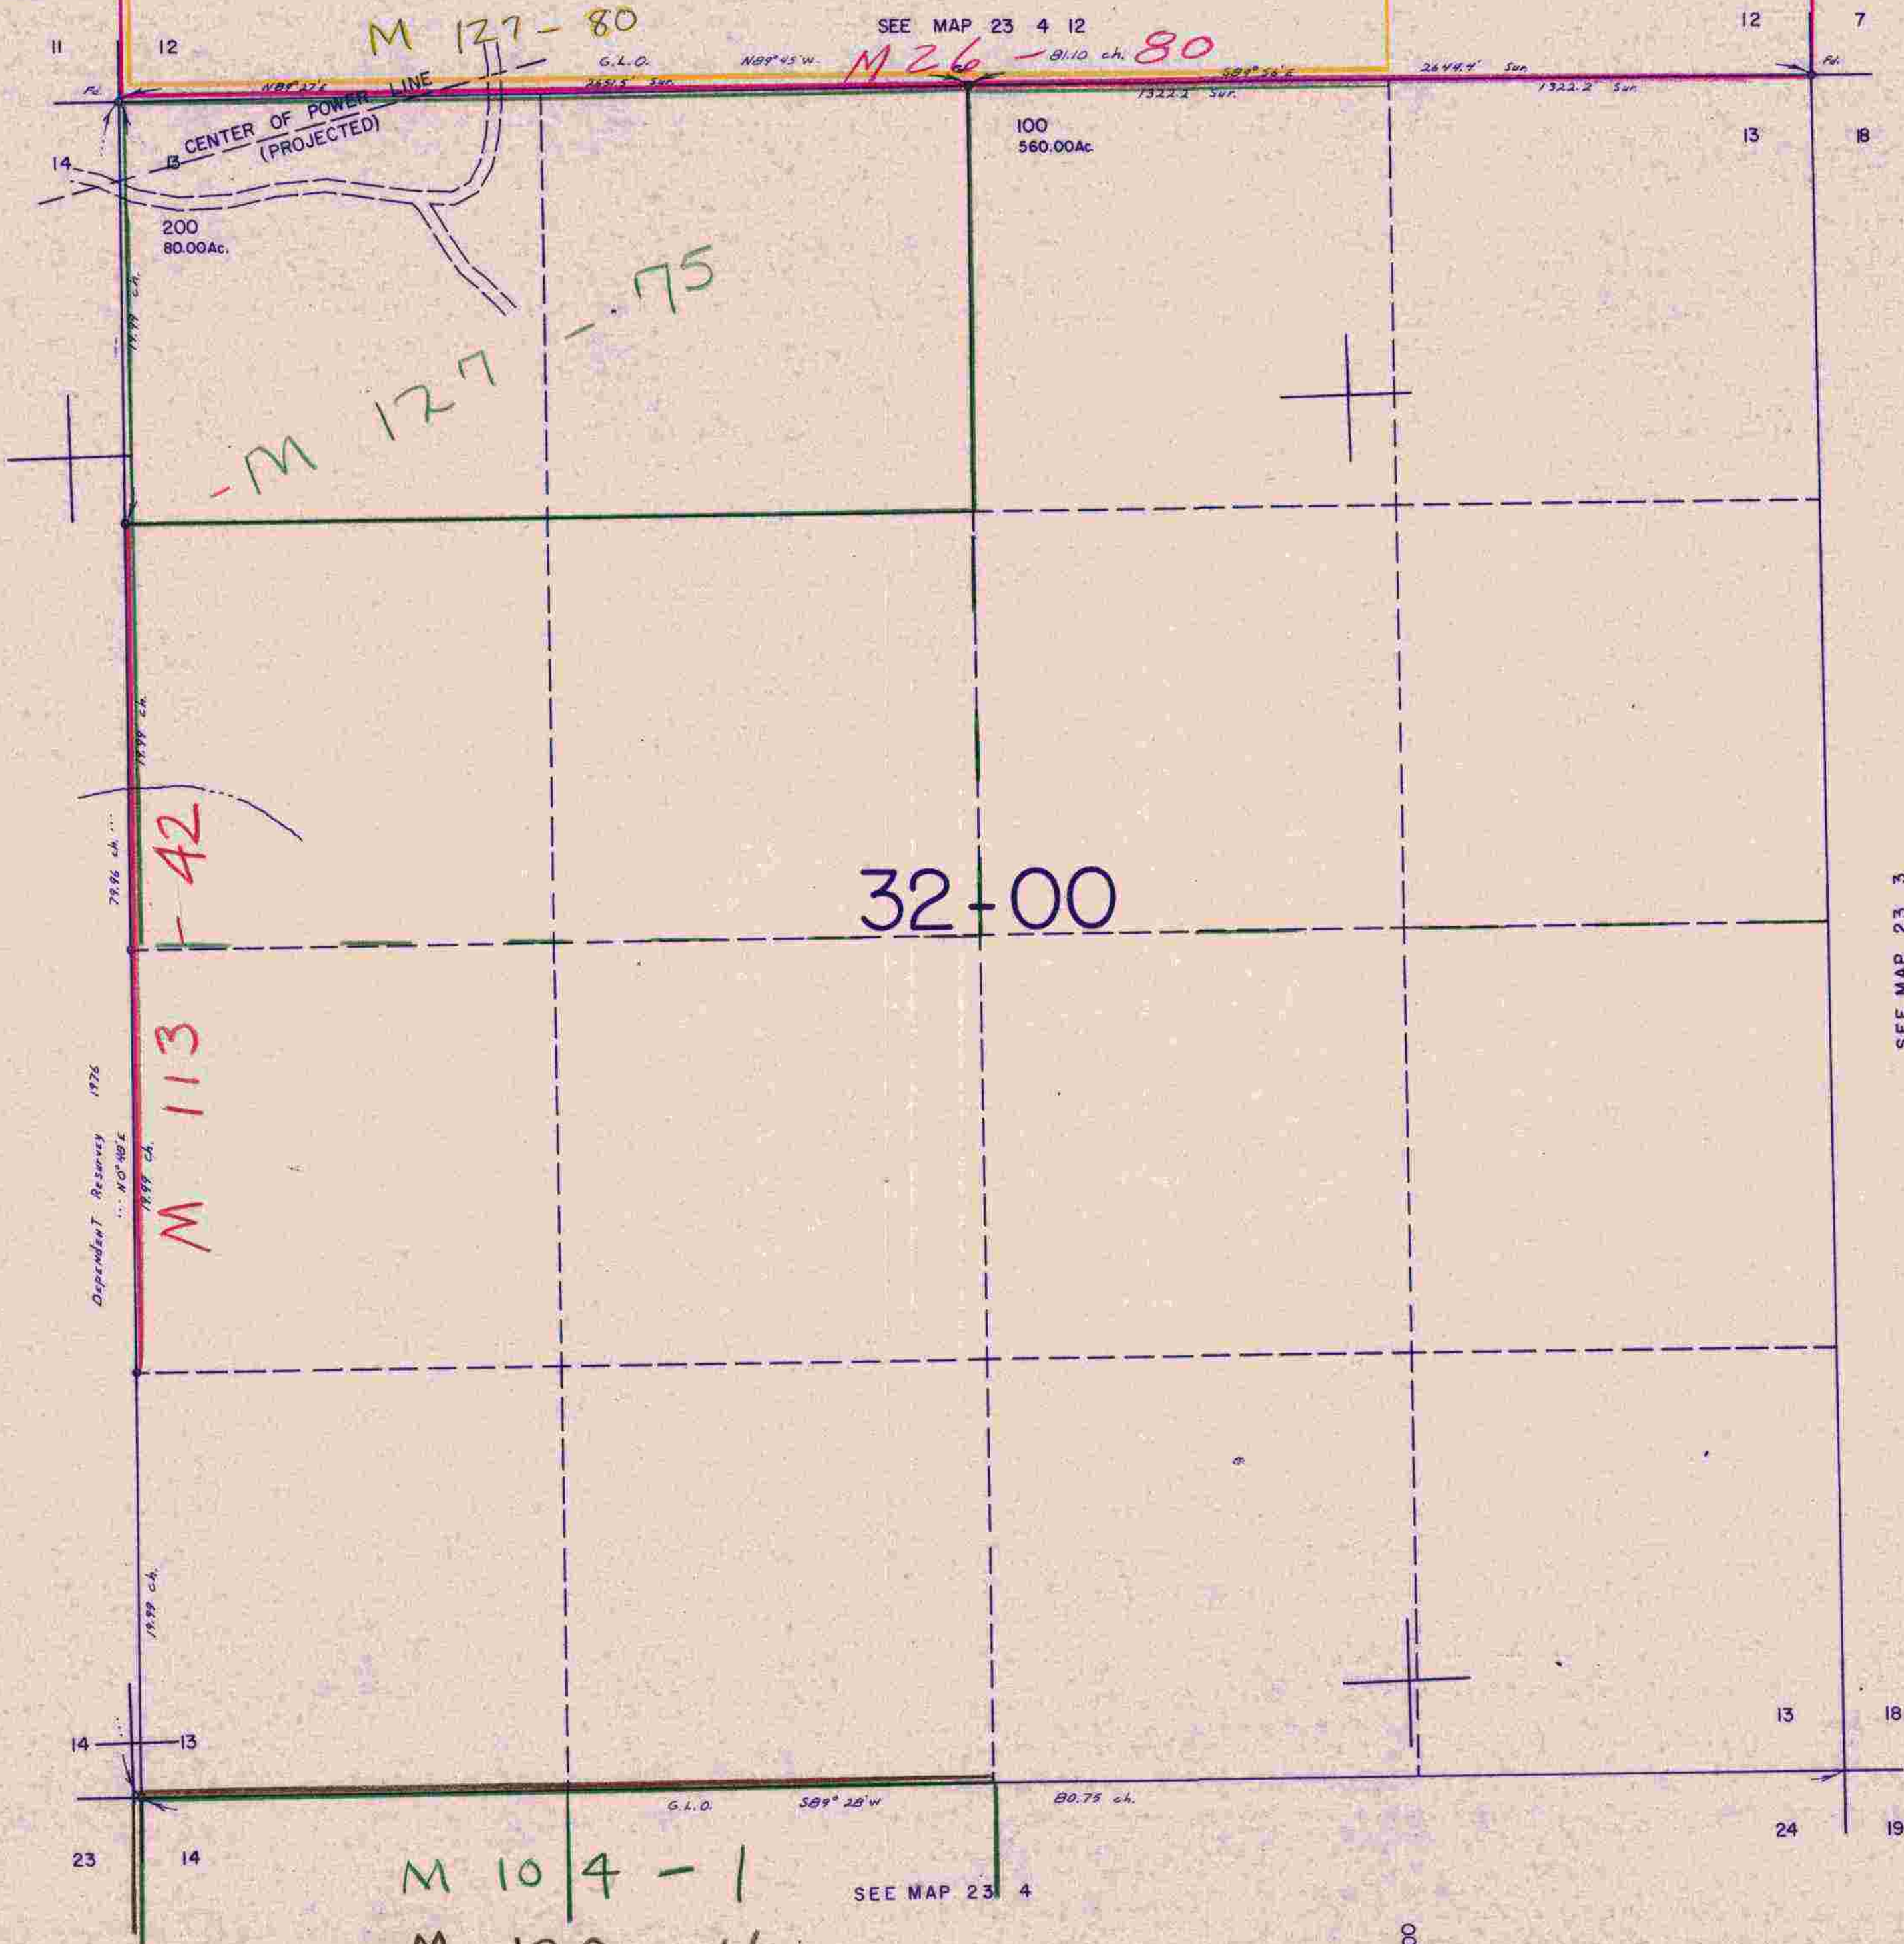 M 127 - 80
SEE MAP 23 4 12
11 12
12 7
G.L.O. N89°45'W M 26 - 81.10 ch. 80
Fd. N89°27'E 2651.5' Sur. S89°56'E 2644.4' Sur. Fd.
1322.2' Sur. 1322.2' Sur.
CENTER OF POWER LINE
(PROJECTED)
14 13
100
560.00Ac.
13 18
200
80.00Ac.
19.99 ch.
- M 127 - .75
19.99 ch.
79.96 ch.
M 113 - 42
32-00
SEE MAP 23 3
Dependent Resurvey 1976
N0°48'E
19.99 ch.
19.99 ch.
14 13
13 18
G.L.O. S89°28'W 80.75 ch.
23 14
24 19
M 104 - 1
SEE MAP 23 4